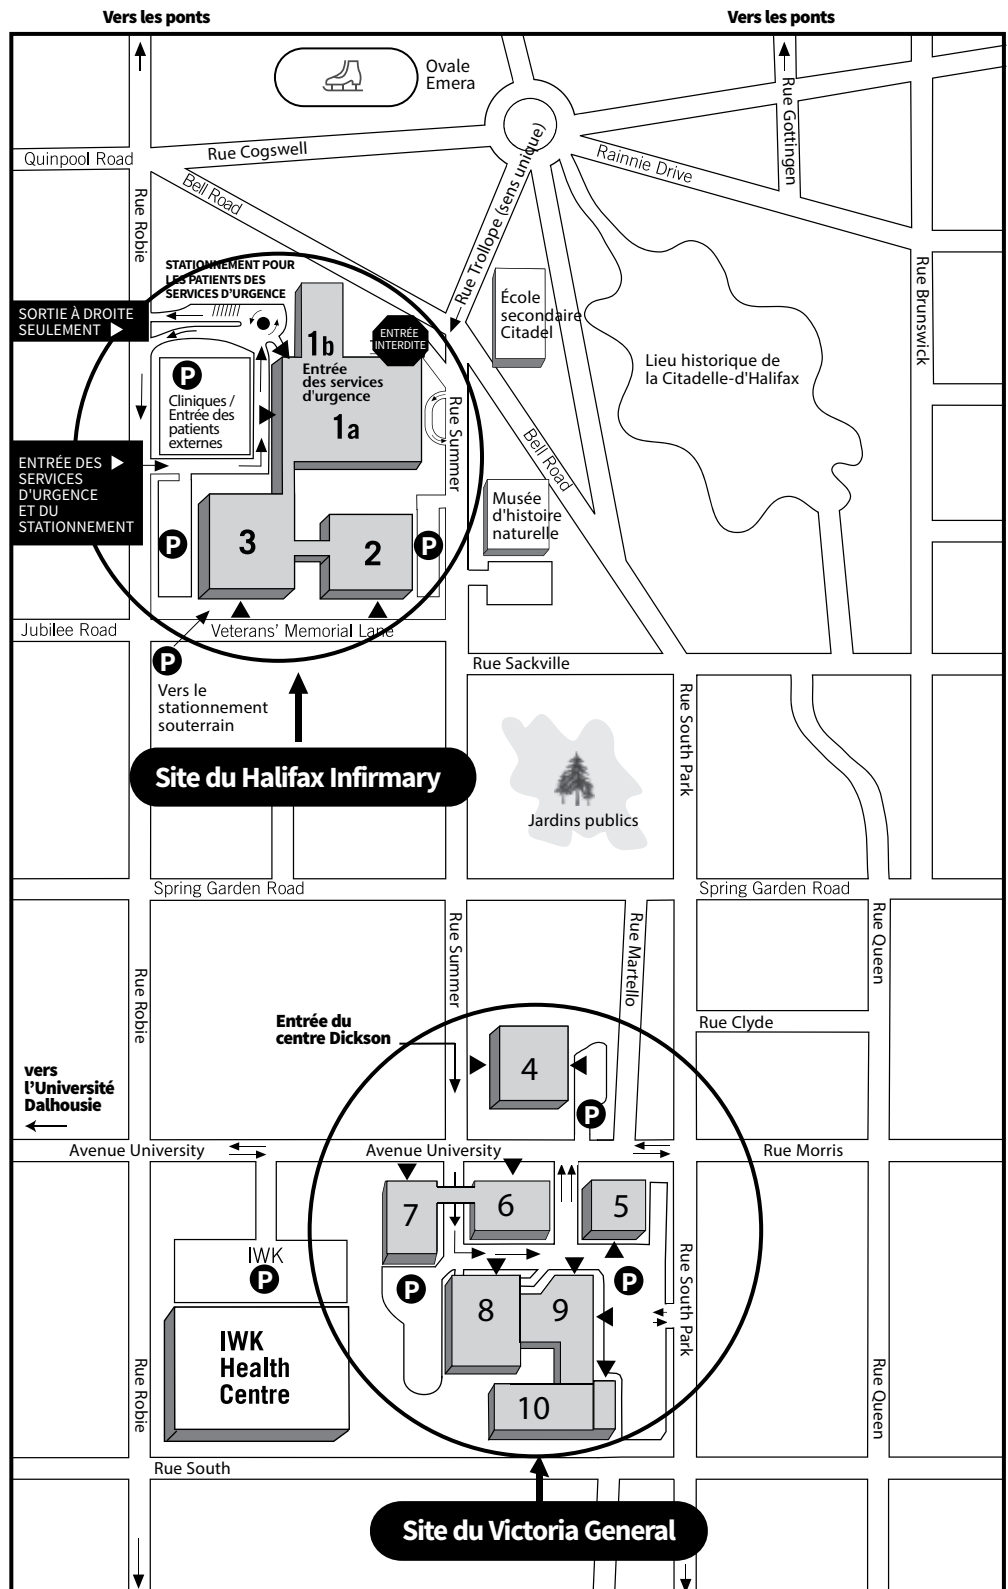 Vers les ponts
Vers les ponts
Ovale
Emera
Rue Gottingen
Quinpool Road
Rue Cogswell
Rainnie Drive
Bell Road
Rue Trollope (sens unique)
Rue Robie
Rue Brunswick
STATIONNEMENT POUR
LES PATIENTS DES
SERVICES D'URGENCE
SORTIE À DROITE
SEULEMENT
ENTRÉE
INTERDITE
École
secondaire
Citadel
1b
Entrée
des services
d'urgence
1a
Lieu historique de
la Citadelle-d'Halifax
P
Cliniques /
Entrée des
patients
externes
Rue Summer
Bell Road
ENTRÉE DES
SERVICES
D'URGENCE
ET DU
STATIONNEMENT
Musée
d'histoire
naturelle
P
3
2
P
Jubilee Road
Veterans' Memorial Lane
P
Vers le
stationnement
souterrain
Rue Sackville
Rue South Park
Site du Halifax Infirmary
Jardins publics
Spring Garden Road
Spring Garden Road
Rue Robie
Rue Summer
Rue Martello
Rue Queen
Entrée du
centre Dickson
Rue Clyde
4
vers
l'Université
Dalhousie
P
Avenue University
Avenue University
Rue Morris
7
6
5
IWK
P
P
P
Rue South Park
8
9
IWK
Health
Centre
Rue Robie
Rue Queen
10
Rue South
Site du Victoria General